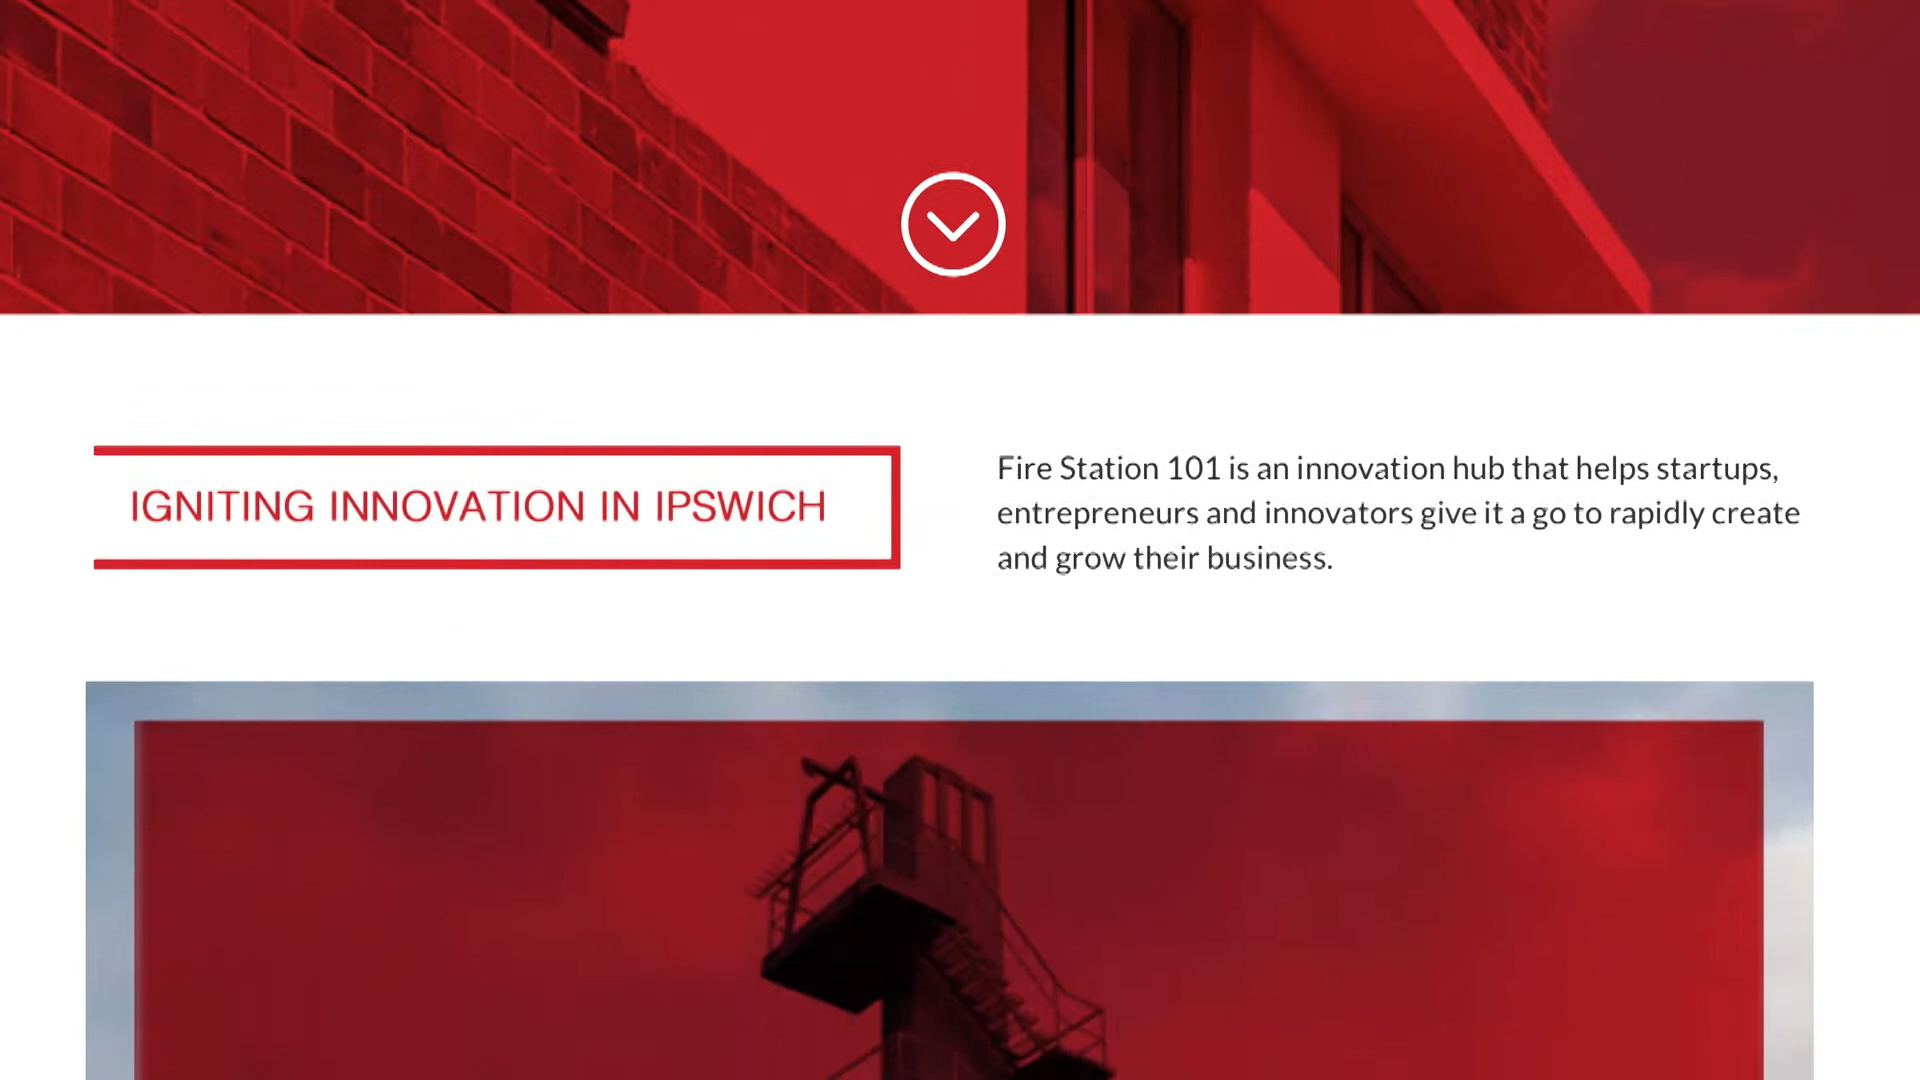 IGNITING INNOVATION IN IPSWICH
Fire Station 101 is an innovation hub that helps startups,
entrepreneurs and innovators give it a go to rapidly create
and grow their business.